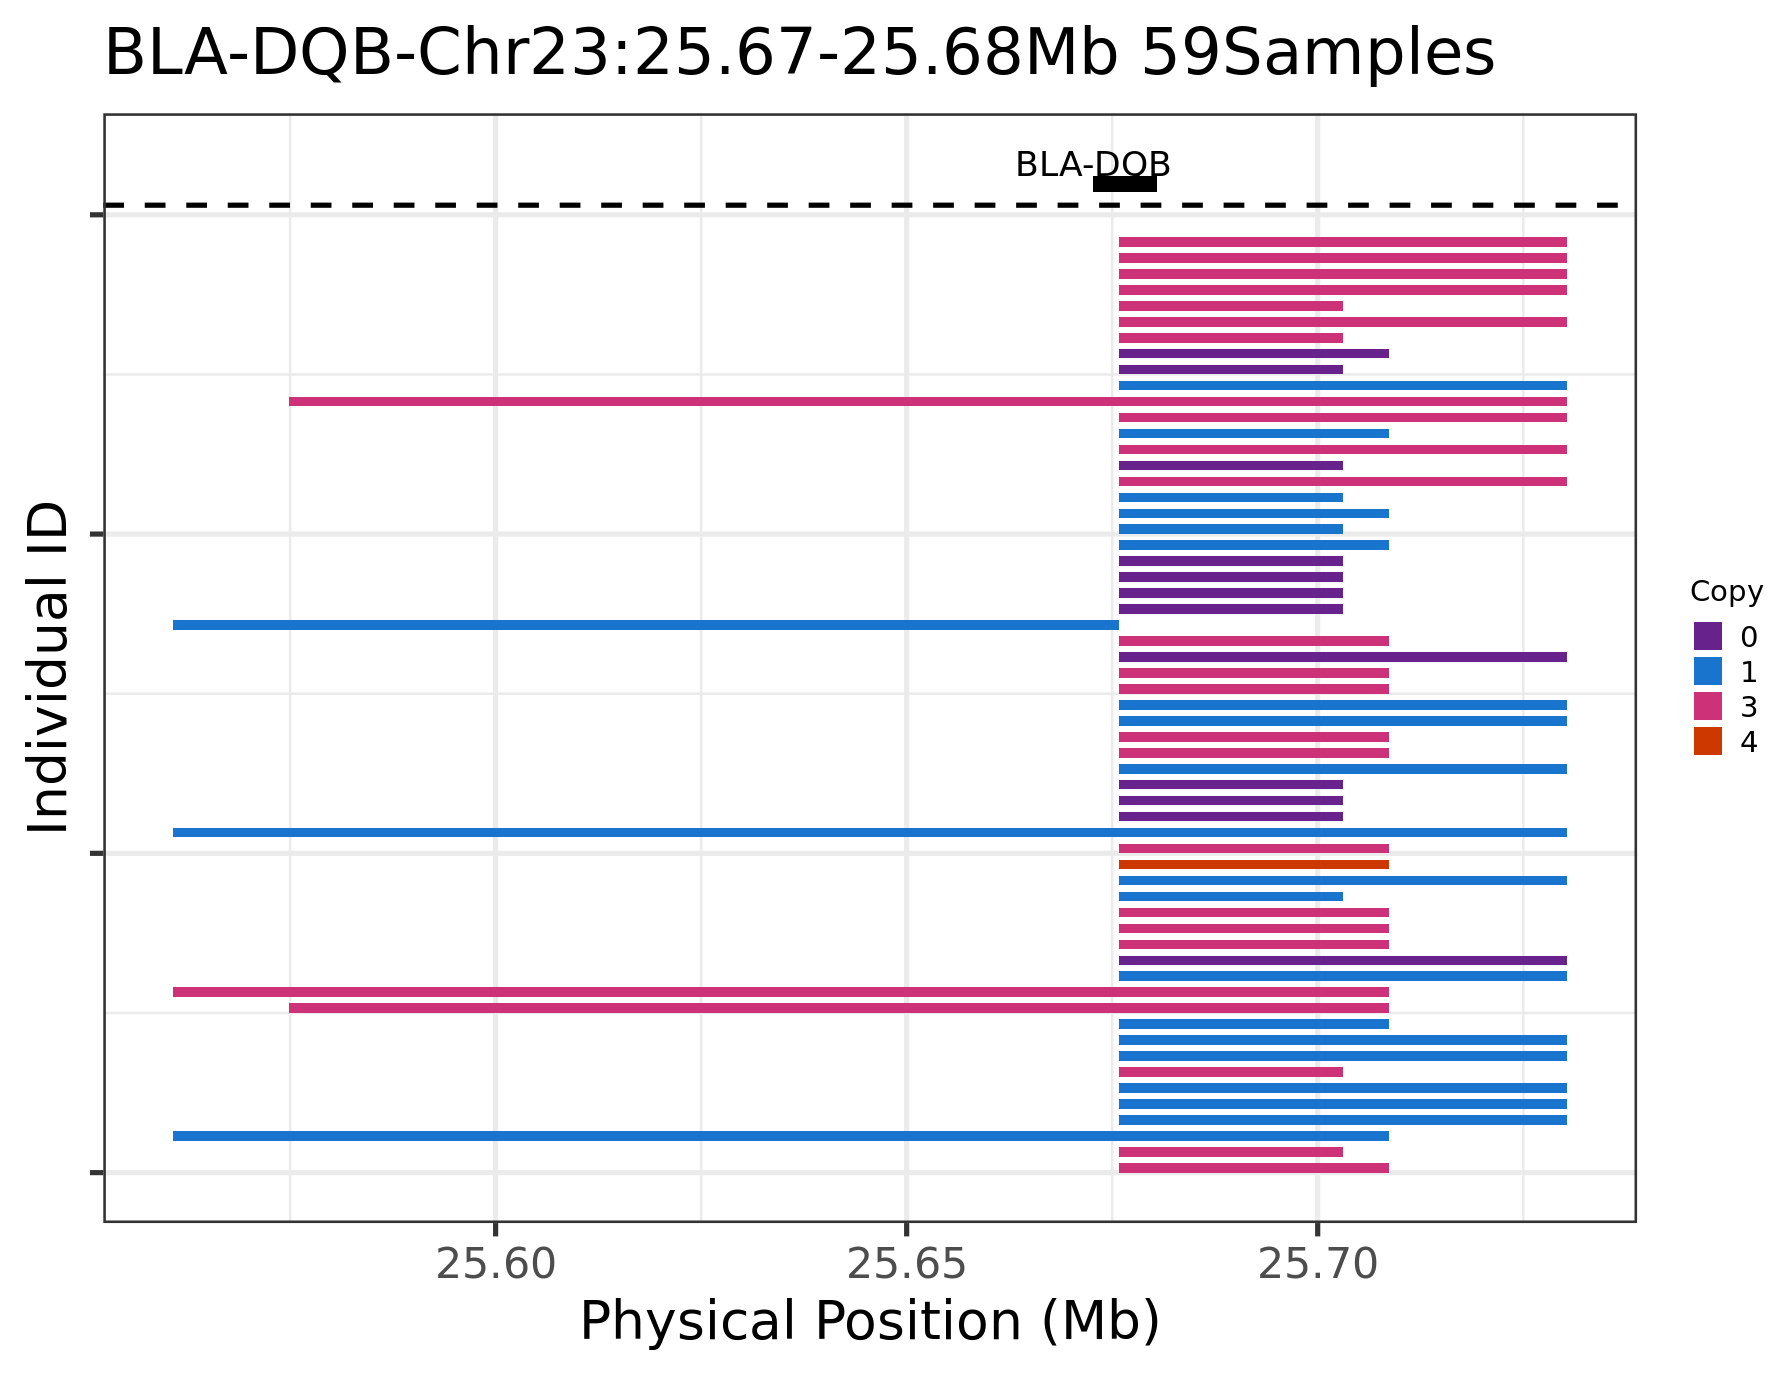 BLA-DQB-Chr23:25.67-25.68Mb 59Samples
BLA-DQB
Individual ID
Copy
0
1
3
4
25.60 25.65 25.70
Physical Position (Mb)